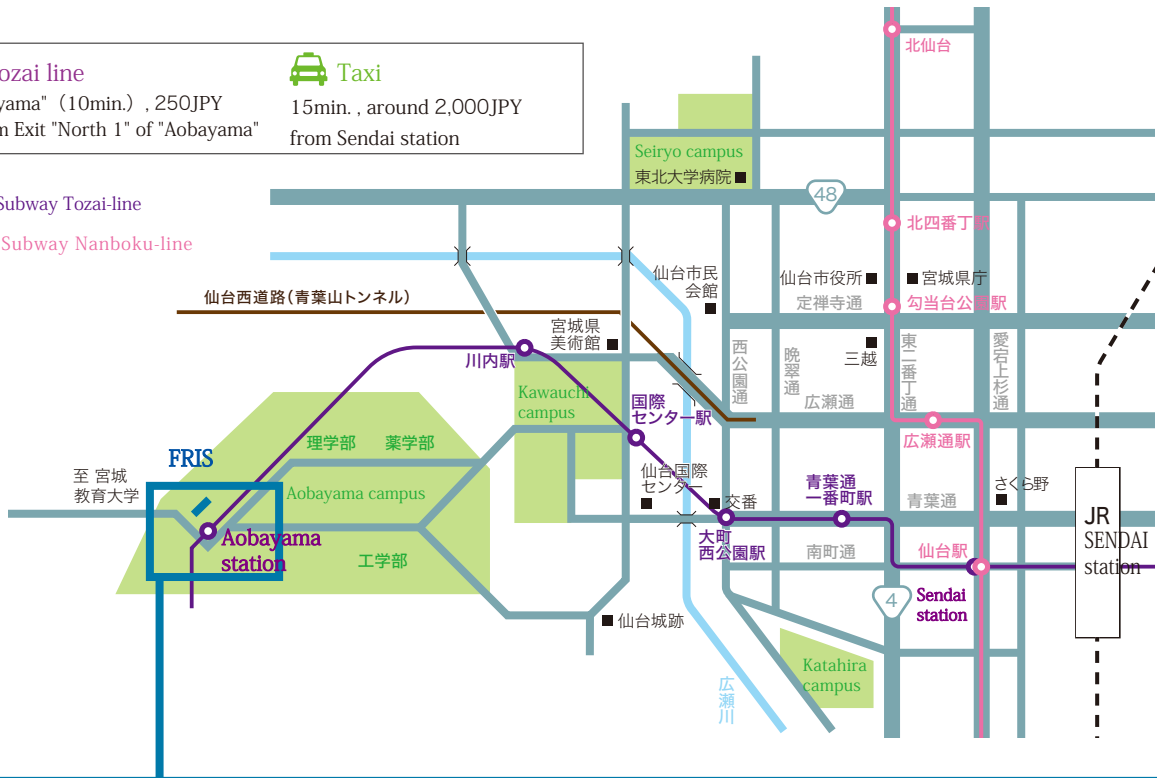 ozai line
yama"（10min.）, 250JPY
m Exit "North 1" of "Aobayama"
Taxi
15min. , around 2,000JPY
from Sendai station
Subway Tozai-line
Subway Nanboku-line
北仙台
Seiryo campus
東北大学病院
48
北四番丁駅
仙台市民
会館
仙台市役所
宮城県庁
定禅寺通
勾当台公園駅
仙台西道路（青葉山トンネル）
宮城県
美術館
川内駅
三越
西公園通
晩翠通
東二番丁通
愛宕上杉通
広瀬通
広瀬通駅
Kawauchi
campus
国際
センター駅
理学部
薬学部
FRIS
至 宮城
教育大学
Aobayama campus
仙台国際
センター
交番
青葉通
一番町駅
青葉通
さくら野
Aobayama
station
工学部
大町
西公園駅
南町通
仙台駅
JR
SENDAI
station
Sendai
station
4
仙台城跡
Katahira
campus
広瀬川